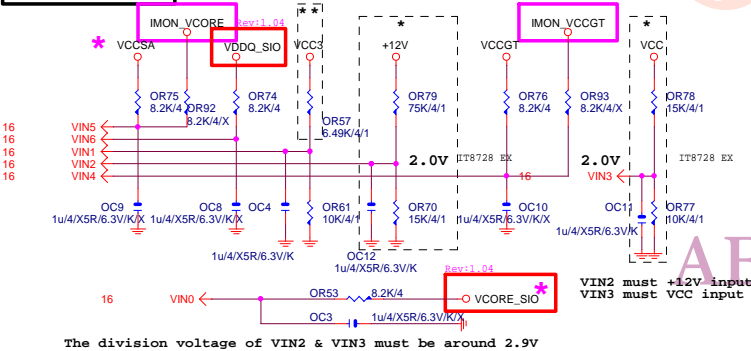 IMON_VCORE
Rev:1.04
* *
*
IMON_VCCGT
*
*
VCCSA
VDDQ_SIO
VCC3
+12V
VCCGT
VCC
OR75
8.2K/4
OR92
8.2K/4/X
OR74
8.2K/4
OR57
6.49K/4/1
OR79
75K/4/1
OR76
8.2K/4
OR93
8.2K/4/X
OR78
15K/4/1
16 VIN5
16 VIN6
16 VIN1
16 VIN2
16 VIN4
2.0V
IT8728 EX
16
2.0V
VIN3
IT8728 EX
OC9
1u/4/X5R/6.3V/K/X
OC8
1u/4/X5R/6.3V/K/X
OC4
1u/4/X5R/6.3V/K
OR61
10K/4/1
OC12
1u/4/X5R/6.3V/K
OR70
15K/4/1
OC10
1u/4/X5R/6.3V/K/X
OC11
1u/4/X5R/6.3V/K
OR77
10K/4/1
Rev:1.04
16 VIN0
OR53
8.2K/4
VCORE_SIO
*
OC3
1u/4/X5R/6.3V/K/X
VIN2 must +12V input
VIN3 must VCC input
The division voltage of VIN2 & VIN3 must be around 2.9V